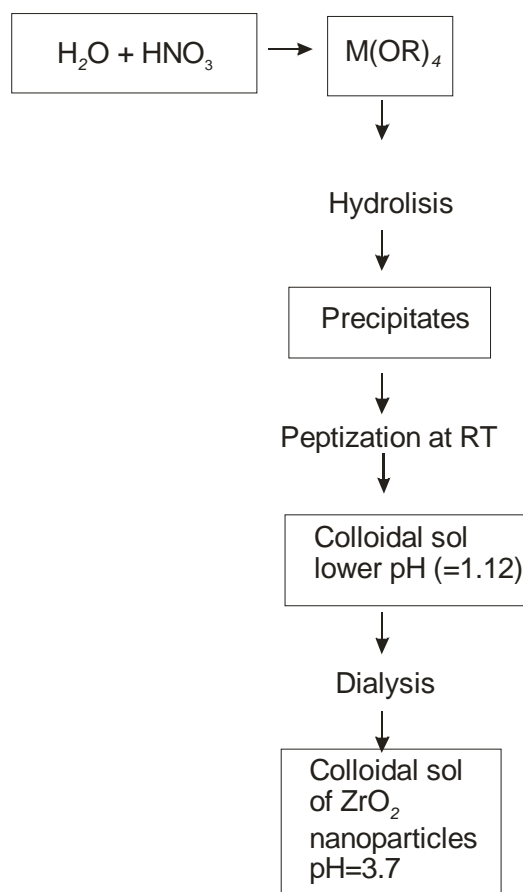 H₂O + HNO₃
M(OR)₄
Hydrolisis
Precipitates
Peptization at RT
Colloidal sol
lower pH (=1.12)
Dialysis
Colloidal sol
of ZrO₂
nanoparticles
pH=3.7